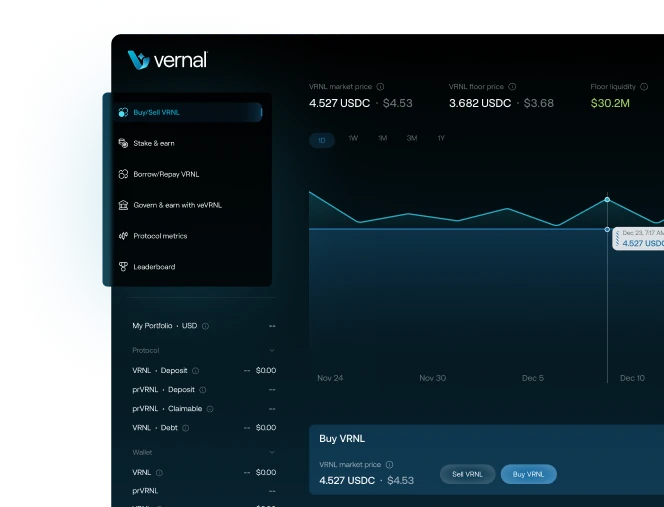 vernal
Buy/Sell VRNL
Stake & earn
Borrow/Repay VRNL
Govern & earn with veVRNL
Protocol metrics
Leaderboard
My Portfolio · USD --
Protocol
VRNL · Deposit -- $0.00
prVRNL · Deposit --
prVRNL · Claimable --
VRNL · Debt -- $0.00
Wallet
VRNL -- $0.00
prVRNL --
VRNL market price VRNL floor price Floor liquidity
4.527 USDC · $4.53 3.682 USDC · $3.68 $30.2M
1D 1W 1M 3M 1Y
Dec 23, 7:17 AM
4.527 USDC
Nov 24 Nov 30 Dec 5 Dec 10
Buy VRNL
VRNL market price
4.527 USDC · $4.53
Sell VRNL Buy VRNL